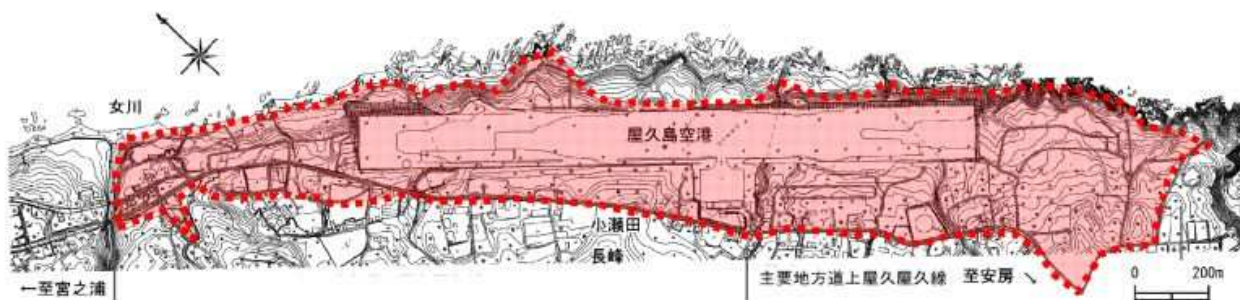 女川
屋久島空港
小瀬田
長峰
←至宮之浦
主要地方道上屋久屋久線
至安房
0 200m